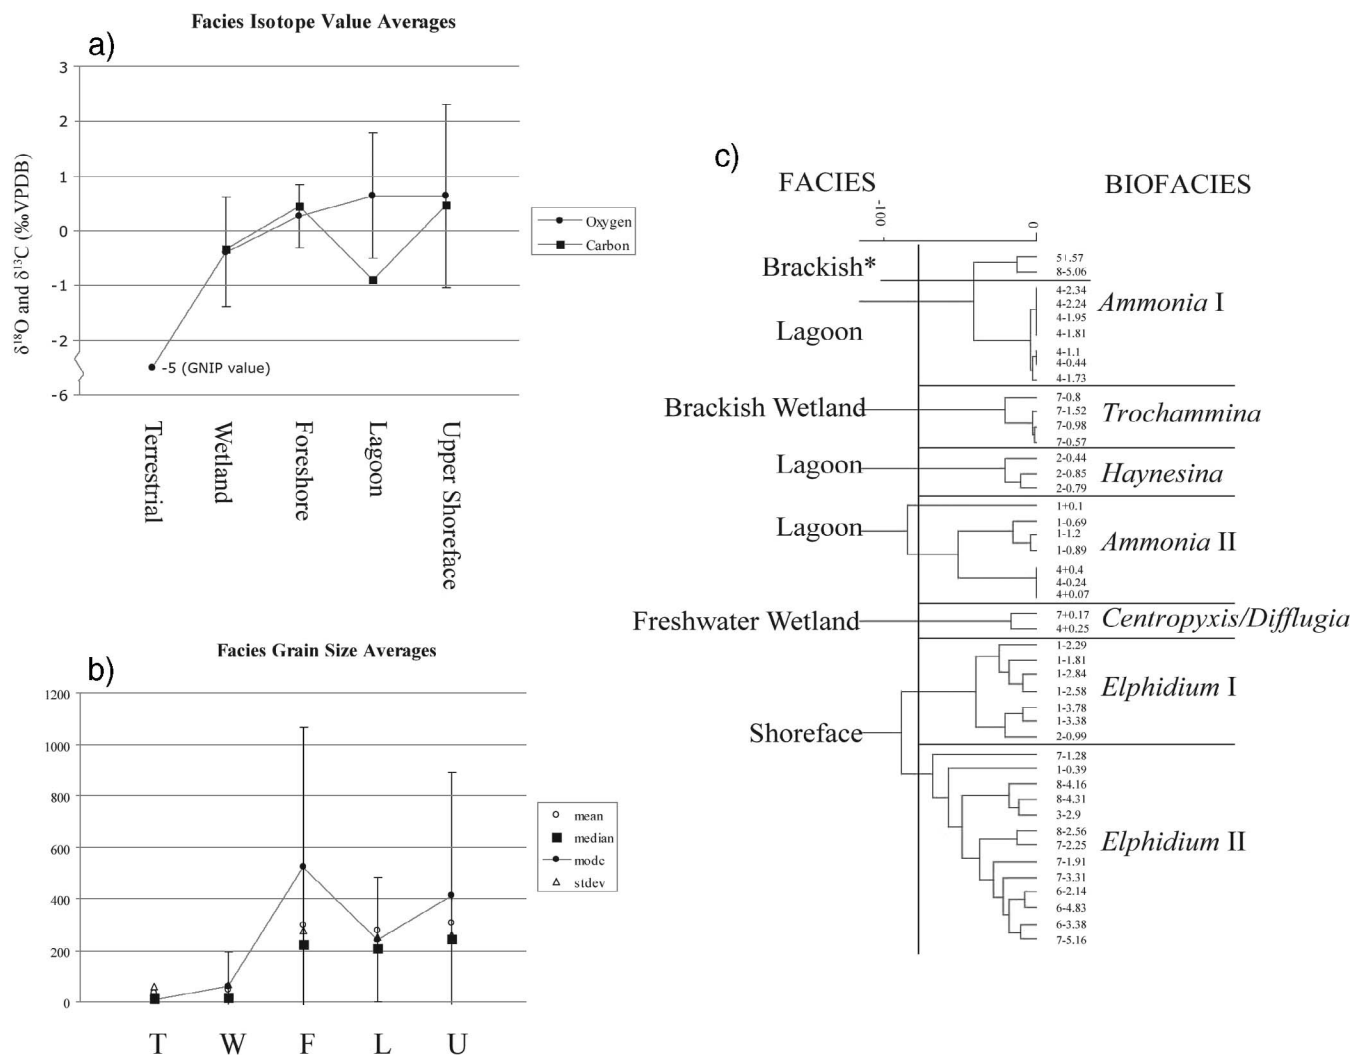 Facies Isotope Value Averages
a)
3
2
1
0
-1
-2
-6
δ18O and δ13C (‰ VPDB)
-5 (GNIP value)
Oxygen
Carbon
Terrestrial
Wetland
Foreshore
Lagoon
Upper Shoreface
Facies Grain Size Averages
b)
1200
1000
800
600
400
200
0
mean
median
mode
stdev
T W F L U
c)
FACIES
BIOFACIES
-100
0
Brackish*
Lagoon
Brackish Wetland
Lagoon
Lagoon
Freshwater Wetland
Shoreface
8-5.06
4-2.34
4-2.24
4-1.95
4-1.81
4-1.1
4-0.44
4-1.73
Ammonia I
7-0.8
7-1.52
7-0.98
7-0.57
Trochammina
2-0.44
2-0.85
2-0.79
Haynesina
1+0.1
1-0.69
1-1.2
1-0.89
4+0.4
4-0.24
4+0.07
Ammonia II
7+0.17
4+0.25
Centropyxis/Difflugia
1-2.29
1-1.81
1-2.84
1-2.58
1-3.78
1-3.38
2-0.99
Elphidium I
7-1.28
1-0.39
8-4.16
8-4.31
3-2.9
8-2.56
7-2.25
7-1.91
7-3.31
6-2.14
6-4.83
6-3.38
7-5.16
Elphidium II